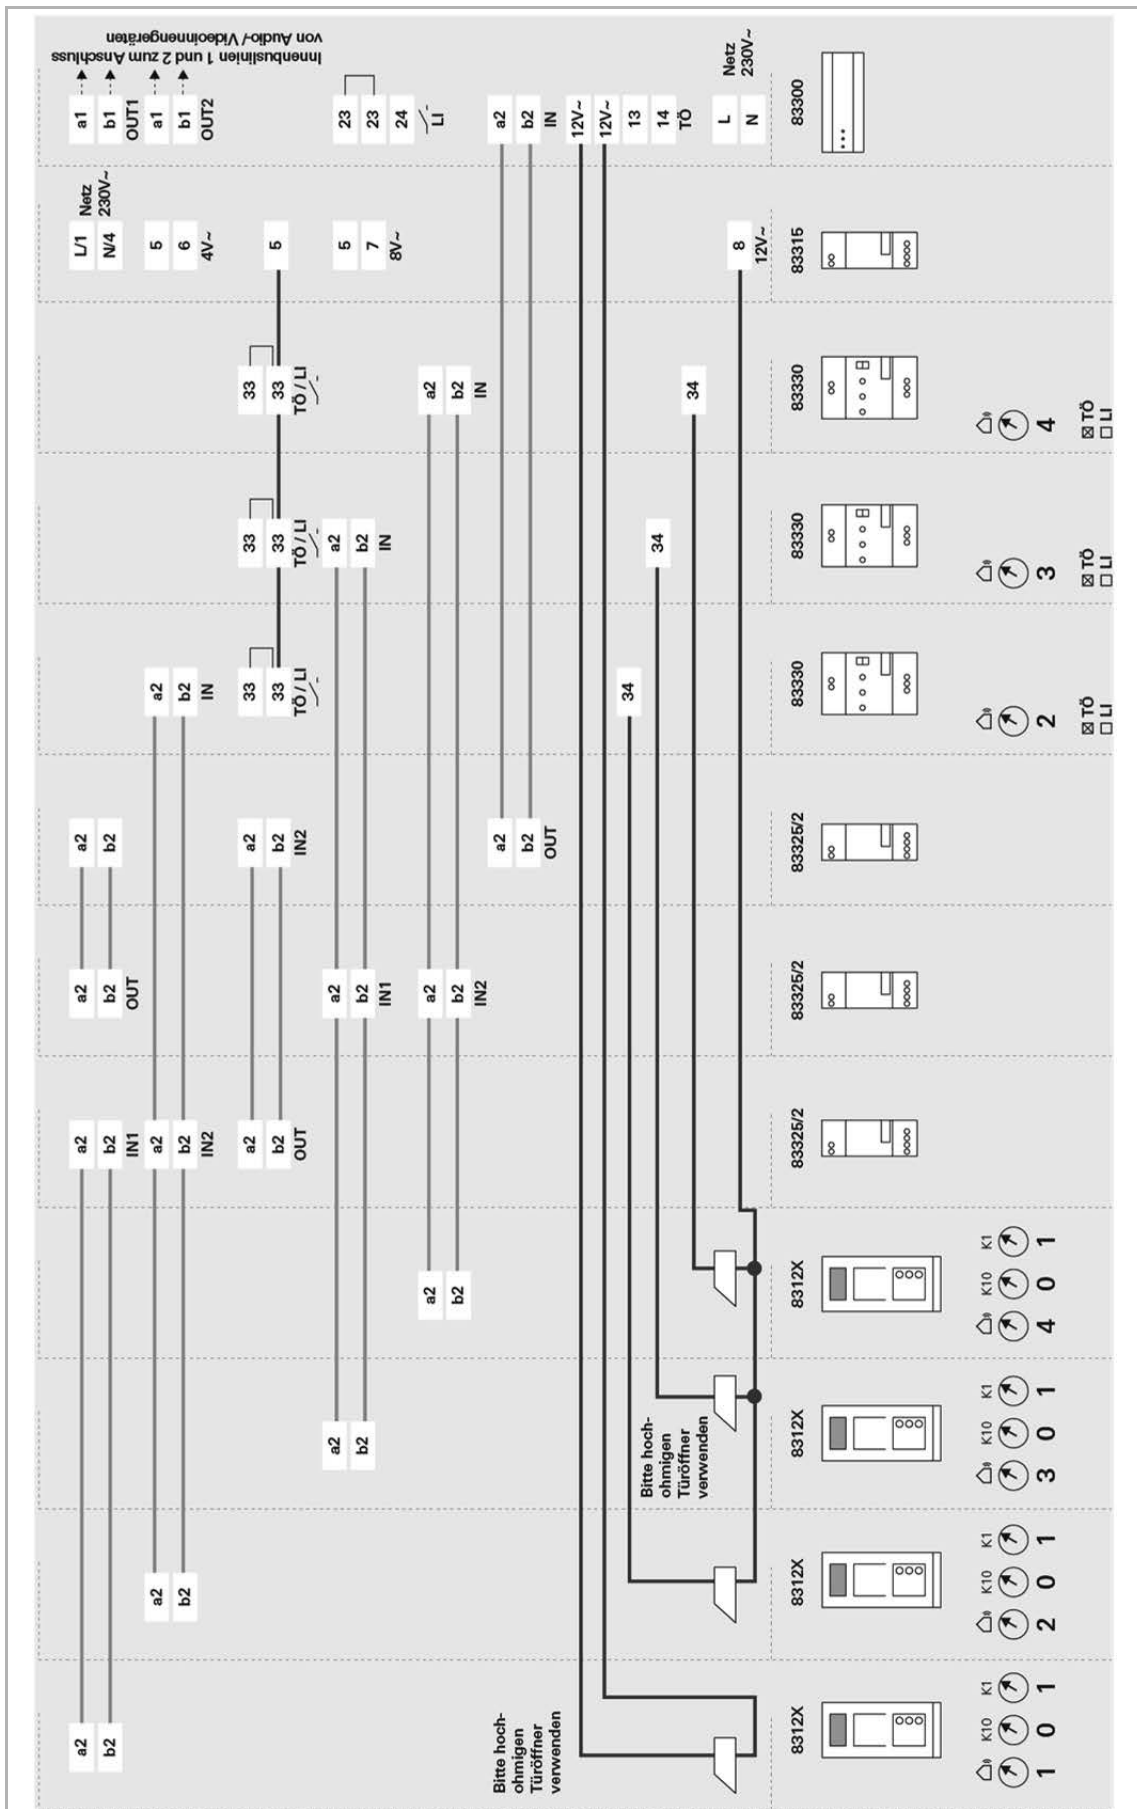 a2
b2
Bitte hoch-
ohmigen
Türöffner
verwenden
8312X
K10 K1
1 0 1
a2
b2
8312X
K10 K1
2 0 1
a2
b2
Bitte hoch-
ohmigen
Türöffner
verwenden
8312X
K10 K1
3 0 1
a2
b2
8312X
K10 K1
4 0 1
a2
b2
IN1
a2
b2
IN2
a2
b2
OUT
83325/2
a2
b2
OUT
a2
b2
IN1
a2
b2
IN2
83325/2
a2
b2
a2
b2
IN2
a2
b2
OUT
83325/2
a2
b2
IN
33
33
TÖ / LI
34
83330
2
TÖ
LI
33
33
TÖ / LI
a2
b2
IN
34
83330
3
TÖ
LI
33
33
TÖ / LI
a2
b2
IN
34
83330
4
TÖ
LI
L/1
N/4
Netz
230V~
5
6
4V~
5
5
7
8V~
8
12V~
83315
Innenbuslinien 1 und 2 zum Anschluss
von Audio-/Videoinnengeräten
a1
b1
OUT1
a1
b1
OUT2
23
23
24
LI
a2
b2
IN
12V~
12V~
13
14
TÖ
L
N
Netz
230V~
83300